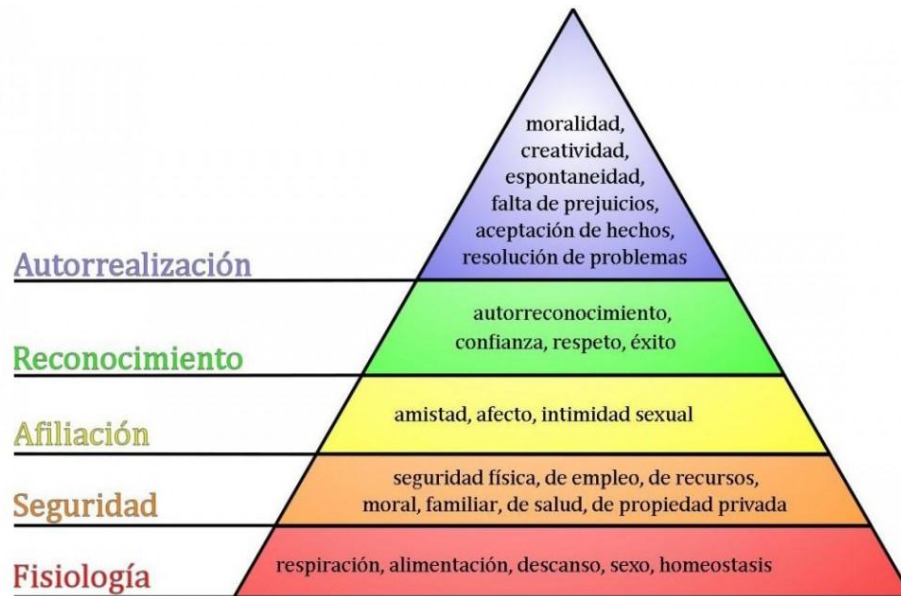 moralidad,
creatividad,
espontaneidad,
falta de prejuicios,
aceptación de hechos,
resolución de problemas
Autorrealización
autorreconocimiento,
confianza, respeto, éxito
Reconocimiento
amistad, afecto, intimidad sexual
Afiliación
seguridad física, de empleo, de recursos,
moral, familiar, de salud, de propiedad privada
Seguridad
respiración, alimentación, descanso, sexo, homeostasis
Fisiología